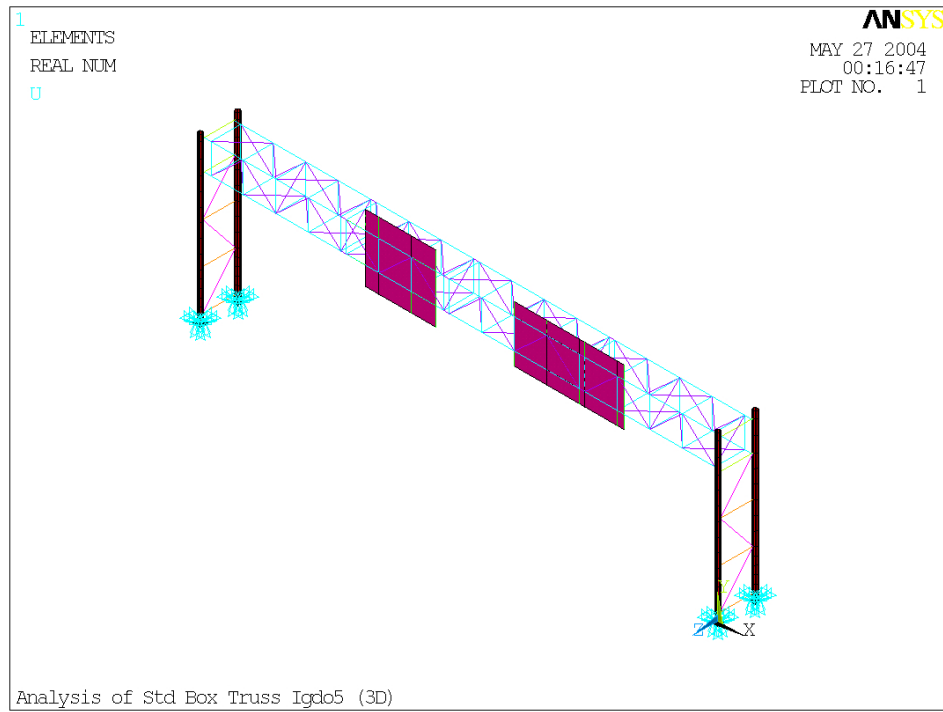 1
ANSYS
ELEMENTS
REAL NUM
U
MAY 27 2004
00:16:47
PLOT NO. 1
Y
Z
X
Analysis of Std Box Truss Igdo5 (3D)